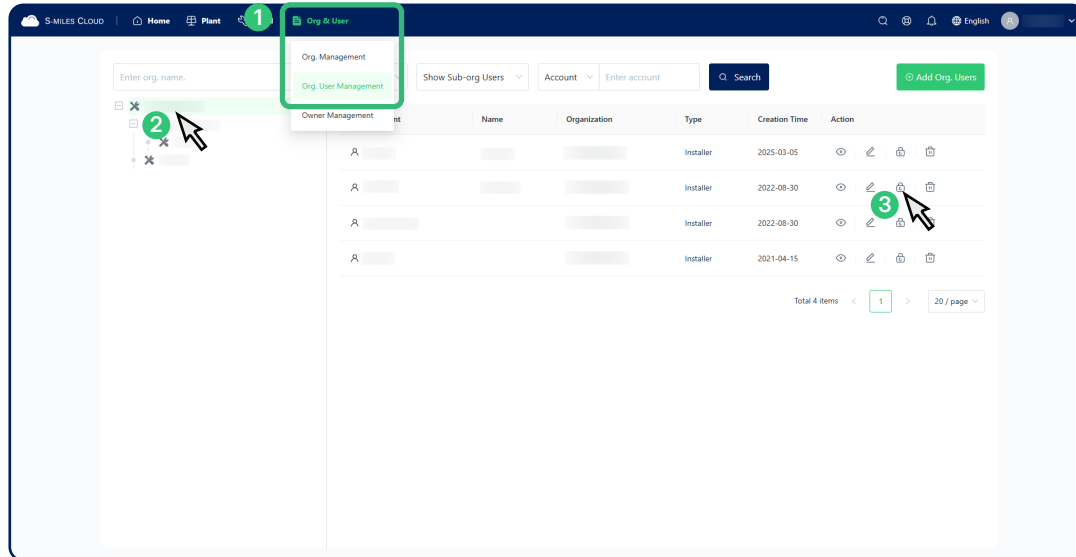 S-MILES CLOUD Home Plant 1 Org & User English
Org. Management
Enter org. name. Show Sub-org Users Account Enter account Search Add Org. Users
Org. User Management
Owner Management
Name Organization Type Creation Time Action
2
Installer 2025-03-05
Installer 2022-08-30
3
Installer 2022-08-30
Installer 2021-04-15
Total 4 items < 1 > 20 / page